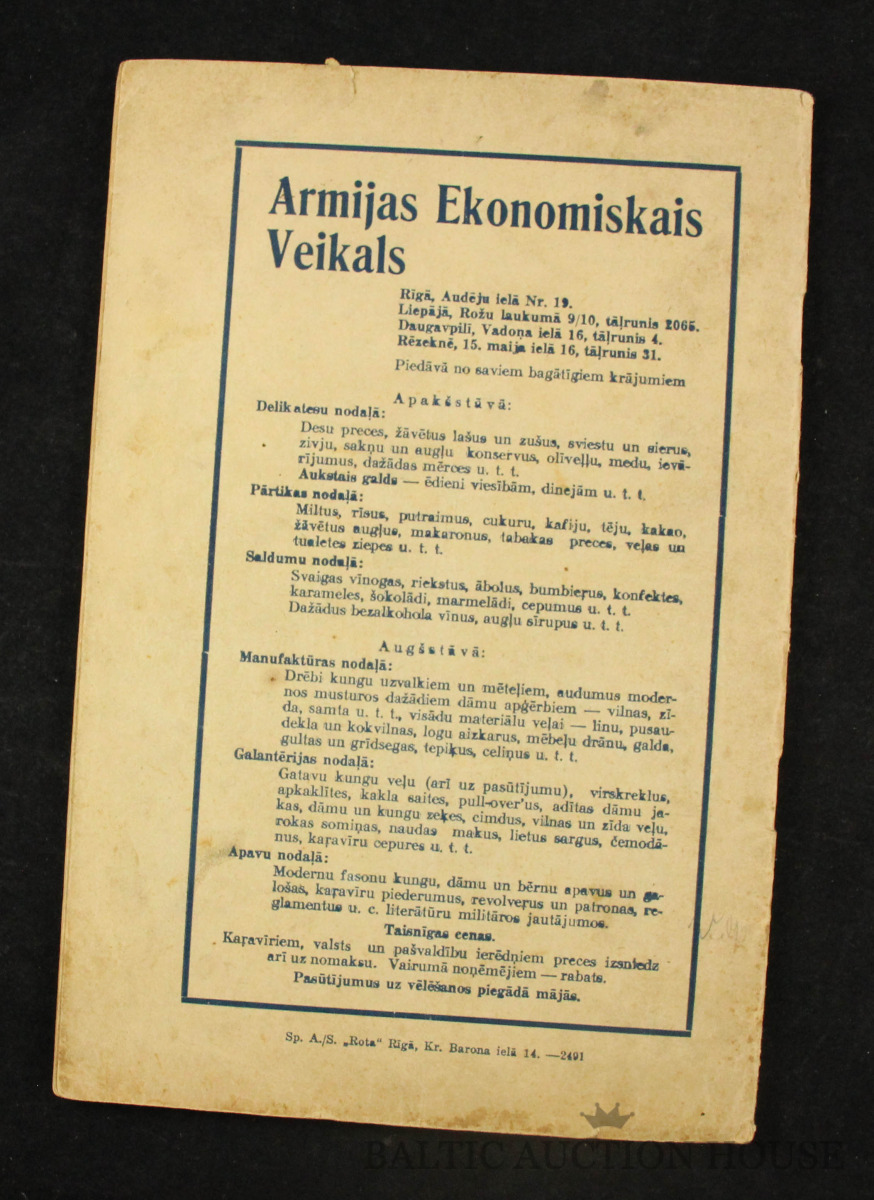 Armijas Ekonomiskais
Veikals
Rīgā, Audēju ielā Nr. 19.
Liepājā, Rožu laukumā 9/10, tāļrunis 2065.
Daugavpilī, Vadoņa ielā 16, tāļrunis 4.
Rēzeknē, 15. maija ielā 16, tāļrunis 31.
Piedāvā no saviem bagātīgiem krājumiem
Apakšstāvā:
Delikatesu nodaļā:
Desu preces, žāvētus lašus un zušus, sviestu un sierus,
zivju, sakņu un augļu konservus, olīveļļu, medu, ievā-
rījumus, dažādas mērces u. t. t.
Aukstais galds — ēdieni viesībām, dinejām u. t. t.
Pārtikas nodaļā:
Miltus, rīsus, putraimus, cukuru, kafiju, tēju, kakao,
žāvētus augļus, makaronus, tabakas preces, veļas un
tualetes ziepes u. t. t.
Saldumu nodaļā:
Svaigas vīnogas, riekstus, ābolus, bumbieŗus, konfektes,
karameles, šokolādi, marmelādi, cepumus u. t. t.
Dažādus bezalkohola vīnus, augļu sīrupus u. t. t.
Augšstāvā:
Manufaktūras nodaļā:
Drēbi kungu uzvalkiem un mēteļiem, audumus moder-
nos musturos dažādiem dāmu apģērbiem — vilnas, zī-
da, samta u. t. t., visādu materiālu veļai — linu, pusau-
dekla un kokvilnas, logu aizkarus, mēbeļu drānu, galda,
gultas un grīdsegas, tepiķus, celiņus u. t. t.
Galantērijas nodaļā:
Gatavu kungu veļu (arī uz pasūtījumu), virskreklus,
apkaklītes, kakla saites, pull-over'us, adītas dāmu ja-
kas, dāmu un kungu zeķes, cimdus, vilnas un zīda veļu,
rokas somiņas, naudas makus, lietus sargus, čemodā-
nus, kaŗavīru cepures u. t. t.
Apavu nodaļā:
Modernu fasonu kungu, dāmu un bērnu apavus un ga-
lošas, kaŗavīru piederumus, revolveŗus un patronas, re-
glamentus u. c. literātūru militāros jautājumos.
Taisnīgas cenas.
Kaŗavīriem, valsts un pašvaldību ierēdņiem preces izsniedz
arī uz nomaksu. Vairumā noņēmējiem — rabats.
Pasūtījumus uz vēlēšanos piegādā mājās.
Sp. A./S. „Rota" Rīgā, Kr. Barona ielā 14. —2491
BALTIC AUCTION HOUSE